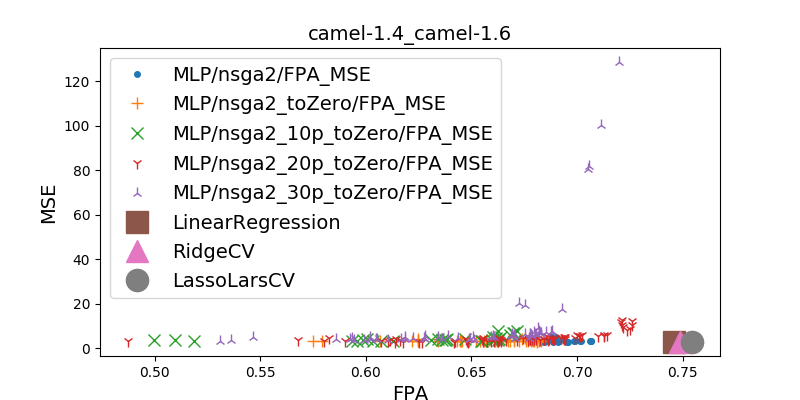 camel-1.4_camel-1.6
MLP/nsga2/FPA_MSE
MLP/nsga2_toZero/FPA_MSE
MLP/nsga2_10p_toZero/FPA_MSE
MLP/nsga2_20p_toZero/FPA_MSE
MLP/nsga2_30p_toZero/FPA_MSE
LinearRegression
RidgeCV
LassoLarsCV
MSE
120
100
80
60
40
20
0
0.50 0.55 0.60 0.65 0.70 0.75
FPA